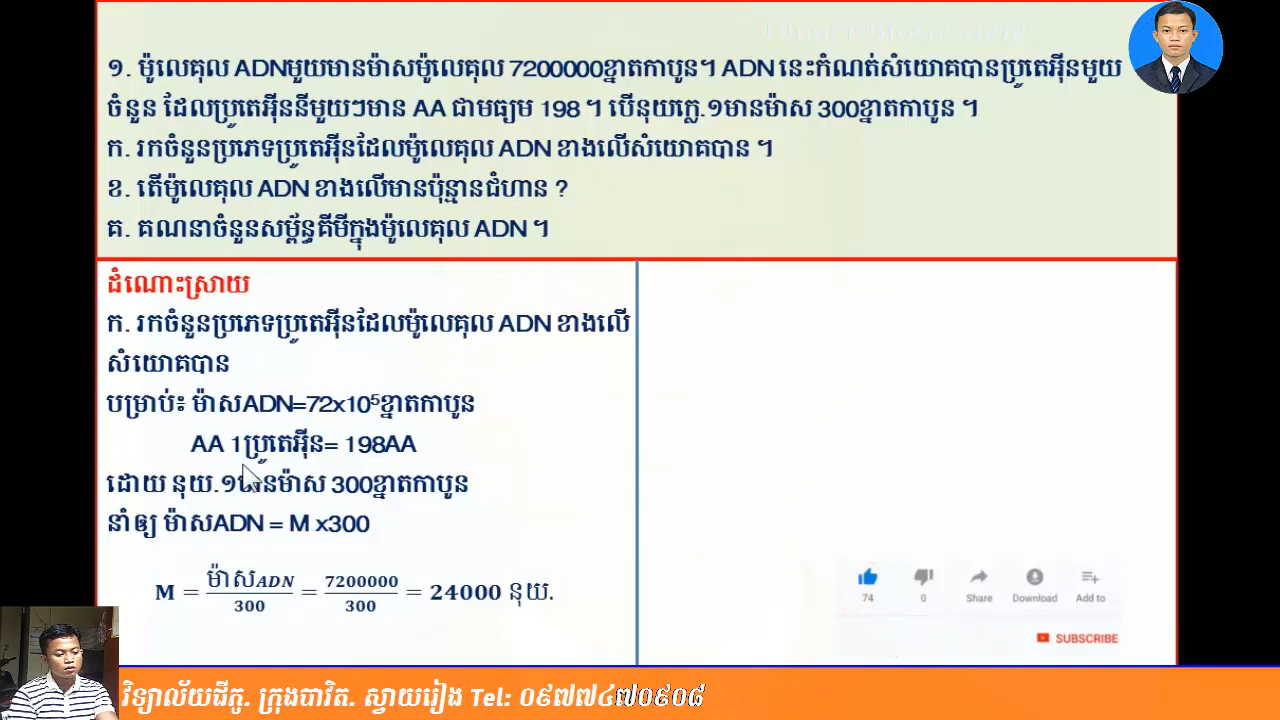 ១. ម៉ូលេគុល ADNមួយមានម៉ាសម៉ូលេគុល 7200000ខ្នាតកាបូន។ ADN នេះកំណត់សំយោគបានប្រូតេអ៊ីនមួយ
ចំនួន ដែលប្រូតេអ៊ីននីមួយៗមាន AA ជាមធ្យម 198 ។ បើនុយក្លេ.១មានម៉ាស 300ខ្នាតកាបូន ។
ក. រកចំនួនប្រភេទប្រូតេអ៊ីនដែលម៉ូលេគុល ADN ខាងលើសំយោគបាន ។
ខ. តើម៉ូលេគុល ADN ខាងលើមានប៉ុន្មានជំហាន ?
គ. គណនាចំនួនសម្ព័ន្ធគីមីក្នុងម៉ូលេគុល ADN ។
ដំណោះស្រាយ
ក. រកចំនួនប្រភេទប្រូតេអ៊ីនដែលម៉ូលេគុល ADN ខាងលើ
សំយោគបាន
បម្រាប់៖ ម៉ាសADN=72x10⁵ខ្នាតកាបូន
AA 1ប្រូតេអ៊ីន= 198AA
ដោយ នុយ.១មានម៉ាស 300ខ្នាតកាបូន
នាំឲ្យ ម៉ាសADN = M x300
M = ម៉ាសADN/300 = 7200000/300 = 24000 នុយ.
74 0 Share Download Add to
SUBSCRIBE
វិទ្យាល័យជីភូ. ក្រុងបាវិត. ស្វាយរៀង Tel: ០៩៧៧៤៧០៩០៨